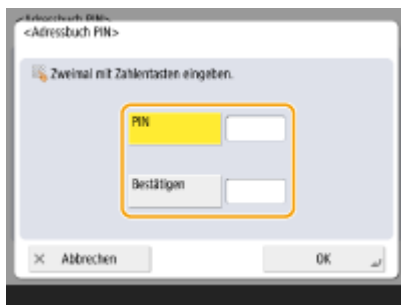 <Adressbuch PIN>
<Adressbuch PIN>
Zweimal mit Zahlentasten eingeben.
PIN
Bestätigen
× Abbrechen
OK